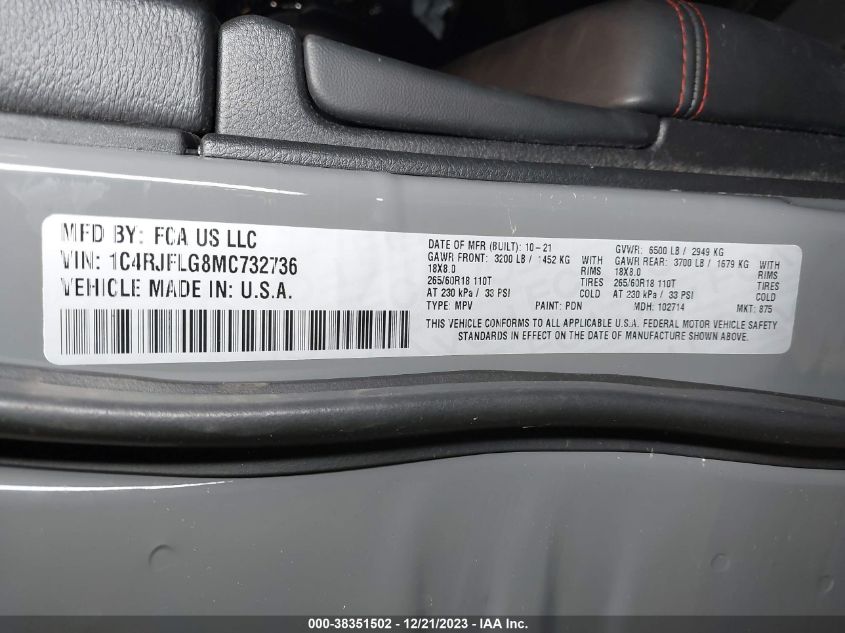 MFD BY: FCA US LLC
VIN: 1C4RJFLG8MC732736
VEHICLE MADE IN: U.S.A.
DATE OF MFR (BUILT): 10-21 GVWR: 6500 LB / 2949 KG
GAWR FRONT: 3200 LB / 1452 KG WITH GAWR REAR: 3700 LB / 1679 KG WITH
18X8.0 RIMS 18X8.0 RIMS
265/60R18 110T TIRES 265/60R18 110T TIRES
AT 230 kPa / 33 PSI COLD AT 230 kPa / 33 PSI COLD
TYPE: MPV PAINT: PDN MDH: 102714 MKT: 875
THIS VEHICLE CONFORMS TO ALL APPLICABLE U.S.A. FEDERAL MOTOR VEHICLE SAFETY
STANDARDS IN EFFECT ON THE DATE OF MANUFACTURE SHOWN ABOVE.
000-38351502 - 12/21/2023 - IAA Inc.